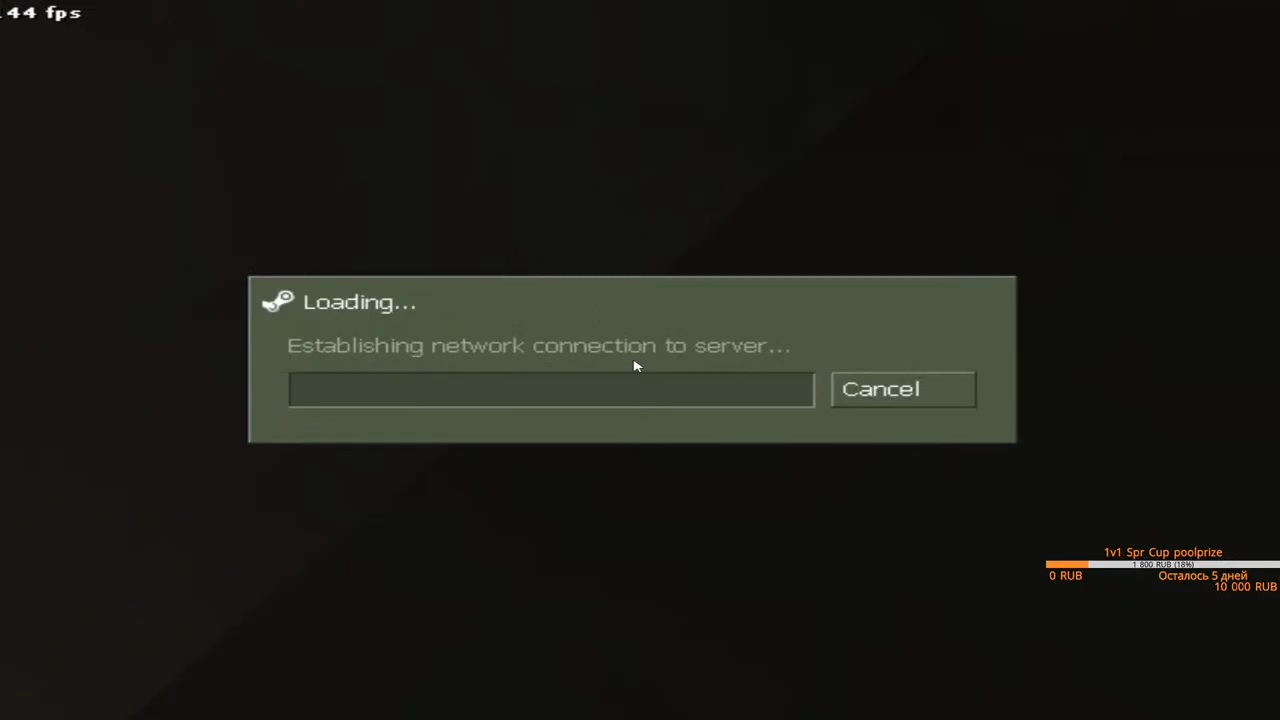 44 fps
Loading...
Establishing network connection to server...
Cancel
1v1 Spr Cup poolprize
1 800 RUB (18%)
0 RUB
Осталось 5 дней
10 000 RUB